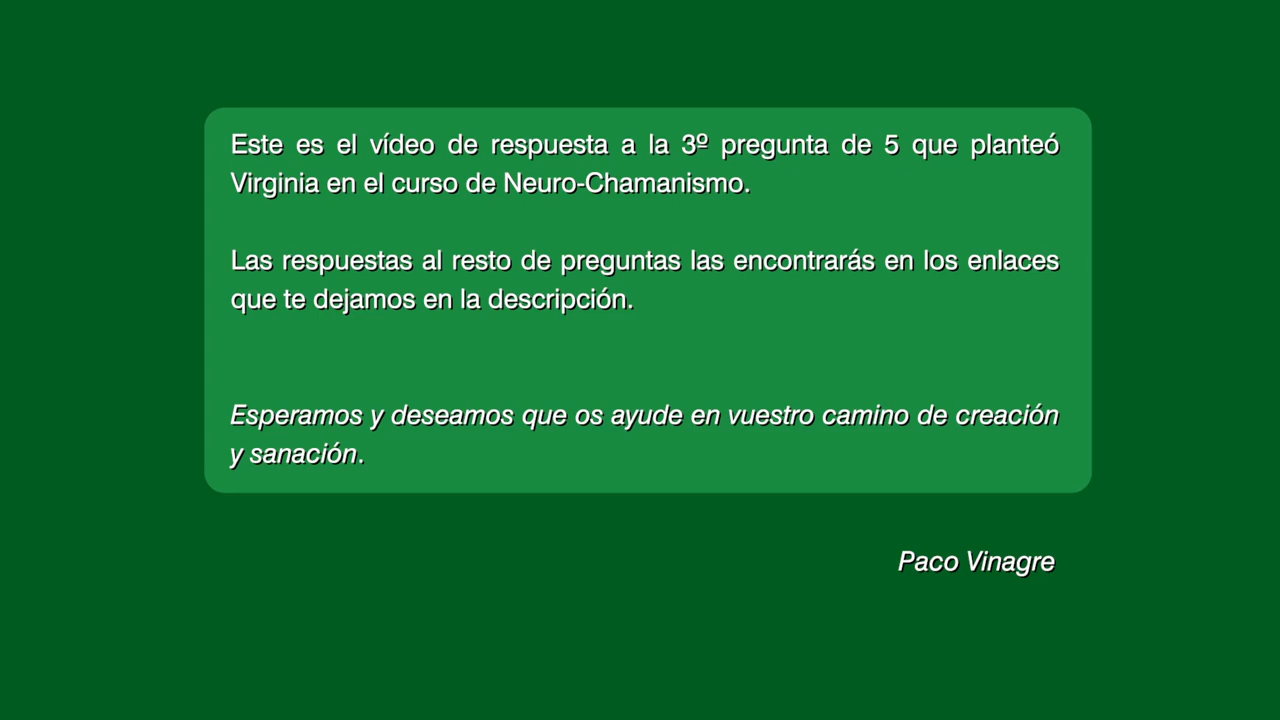 Este es el vídeo de respuesta a la 3º pregunta de 5 que planteó
Virginia en el curso de Neuro-Chamanismo.
Las respuestas al resto de preguntas las encontrarás en los enlaces
que te dejamos en la descripción.
Esperamos y deseamos que os ayude en vuestro camino de creación
y sanación.
Paco Vinagre